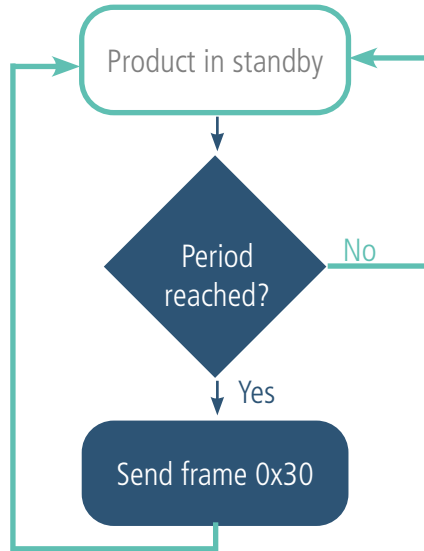 Product in standby
Period
reached?
No
Yes
Send frame 0x30